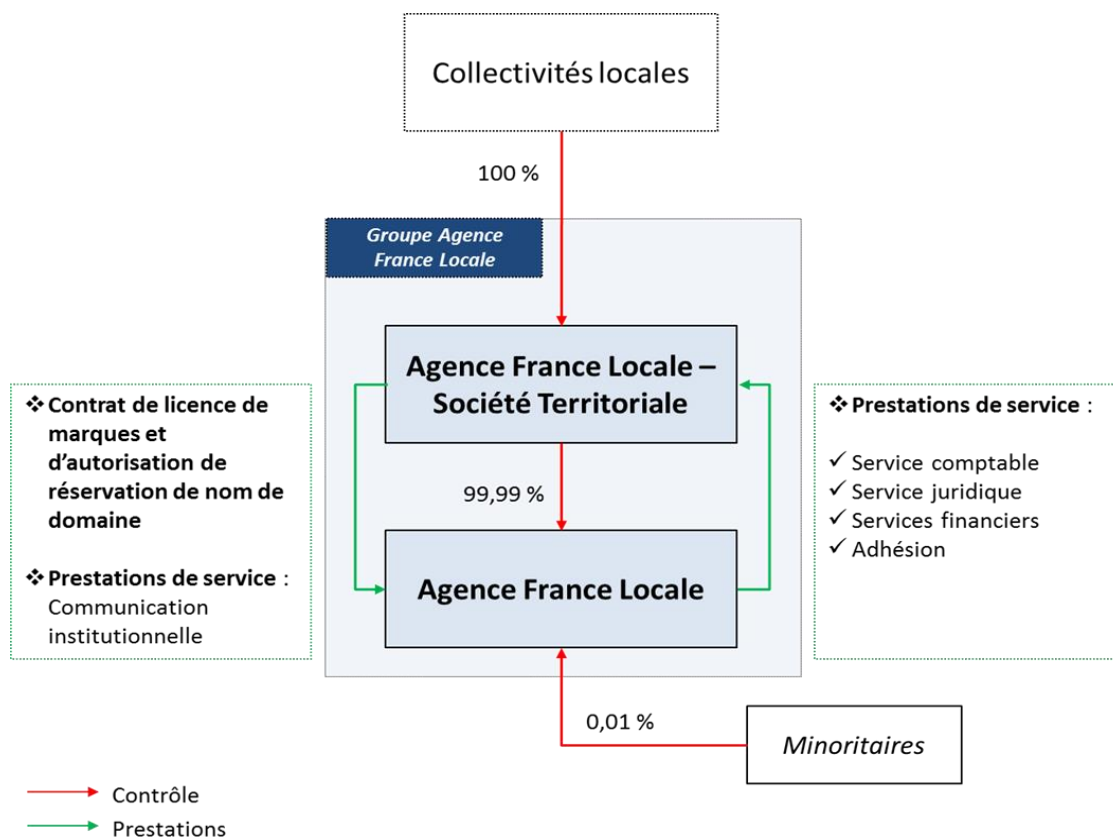 Collectivités locales
100 %
Groupe Agence
France Locale
Agence France Locale –
Société Territoriale
❖ Contrat de licence de
marques et
d'autorisation de
réservation de nom de
domaine
❖ Prestations de service :
Communication
institutionnelle
99,99 %
Agence France Locale
❖ Prestations de service :
✓ Service comptable
✓ Service juridique
✓ Services financiers
✓ Adhésion
0,01 %
Minoritaires
Contrôle
Prestations